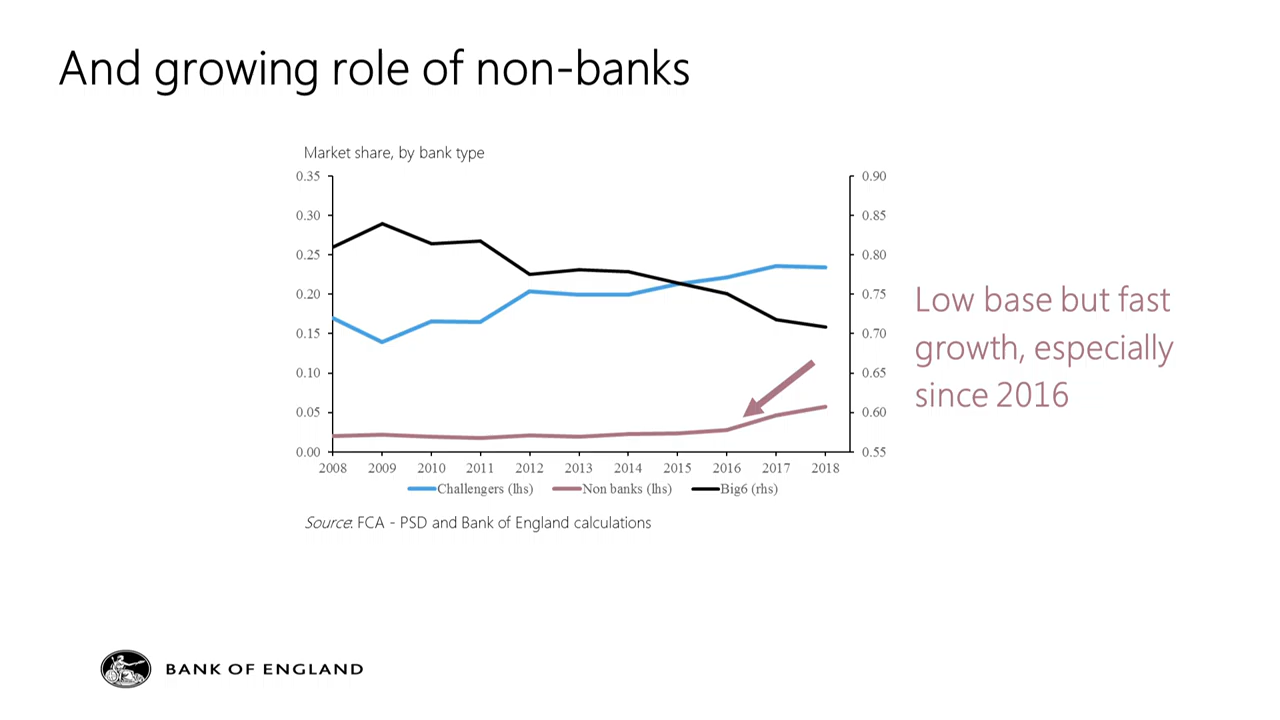 And growing role of non-banks
Market share, by bank type
0.35
0.30
0.25
0.20
0.15
0.10
0.05
0.00
0.90
0.85
0.80
0.75
0.70
0.65
0.60
0.55
2008 2009 2010 2011 2012 2013 2014 2015 2016 2017 2018
Challengers (lhs) Non banks (lhs) Big6 (rhs)
Source: FCA - PSD and Bank of England calculations
Low base but fast
growth, especially
since 2016
BANK OF ENGLAND